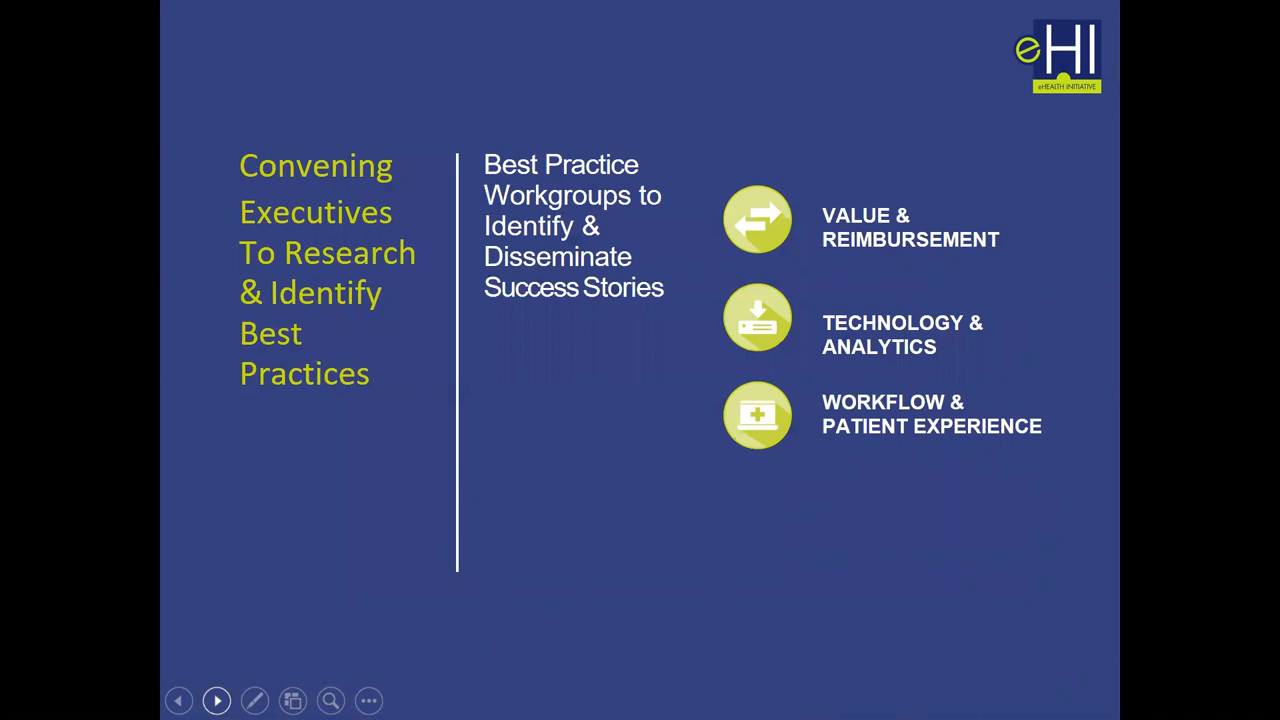 eHI
eHEALTH INITIATIVE
Convening
Executives
To Research
& Identify
Best
Practices
Best Practice
Workgroups to
Identify &
Disseminate
Success Stories
VALUE &
REIMBURSEMENT
TECHNOLOGY &
ANALYTICS
WORKFLOW &
PATIENT EXPERIENCE